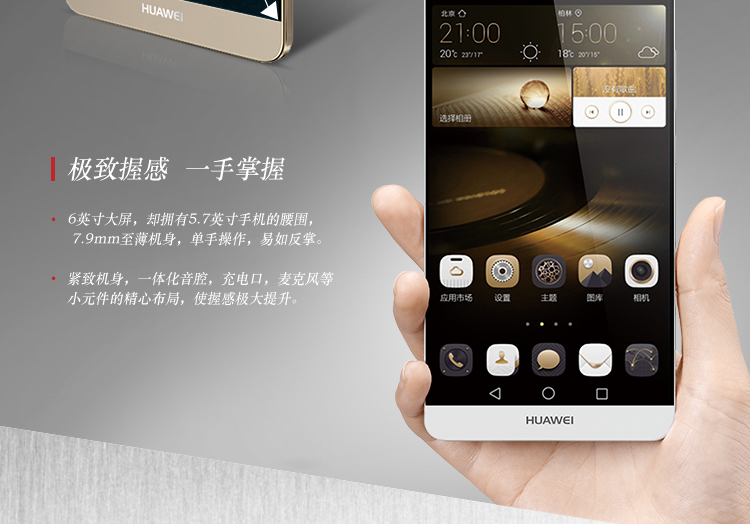 HUAWEI
北京
柏林
21:00
15:00
20°c 23°/17°
18°c 20°/15°
选择相册
没有歌曲
极致握感 一手掌握
6英寸大屏，却拥有5.7英寸手机的腰围，
7.9mm至薄机身，单手操作，易如反掌。
紧致机身，一体化音腔，充电口，麦克风等
小元件的精心布局，使握感极大提升。
应用市场 设置 主题 图库 相机
HUAWEI